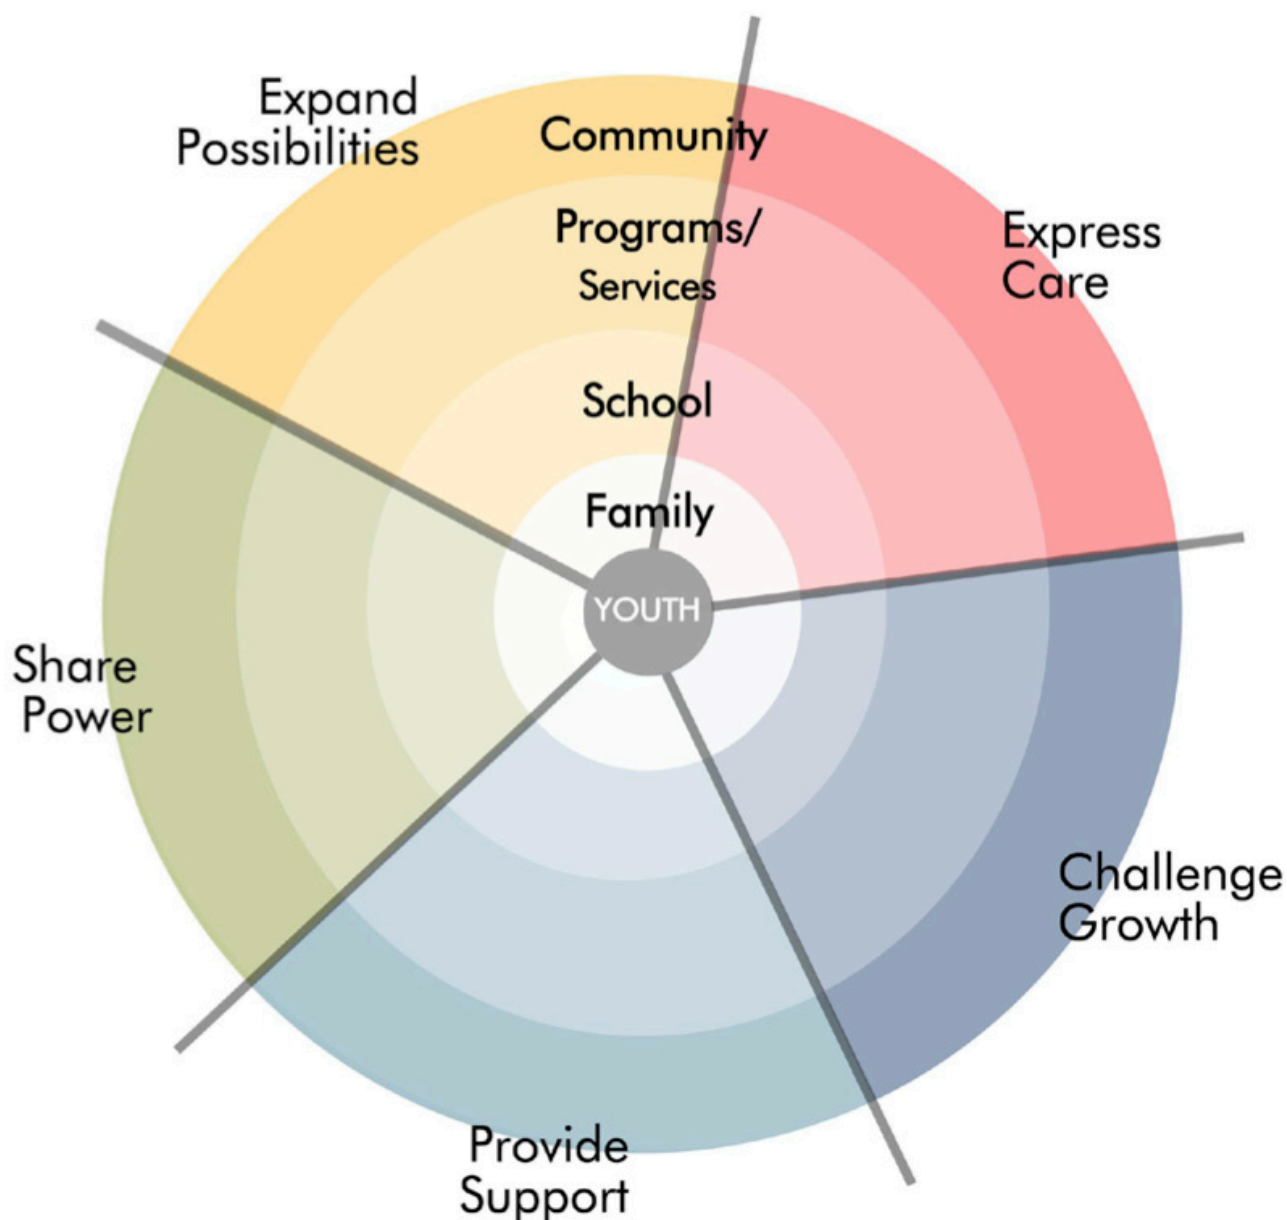 Expand
Possibilities
Community
Programs/
Services
School
Family
YOUTH
Express
Care
Share
Power
Challenge
Growth
Provide
Support